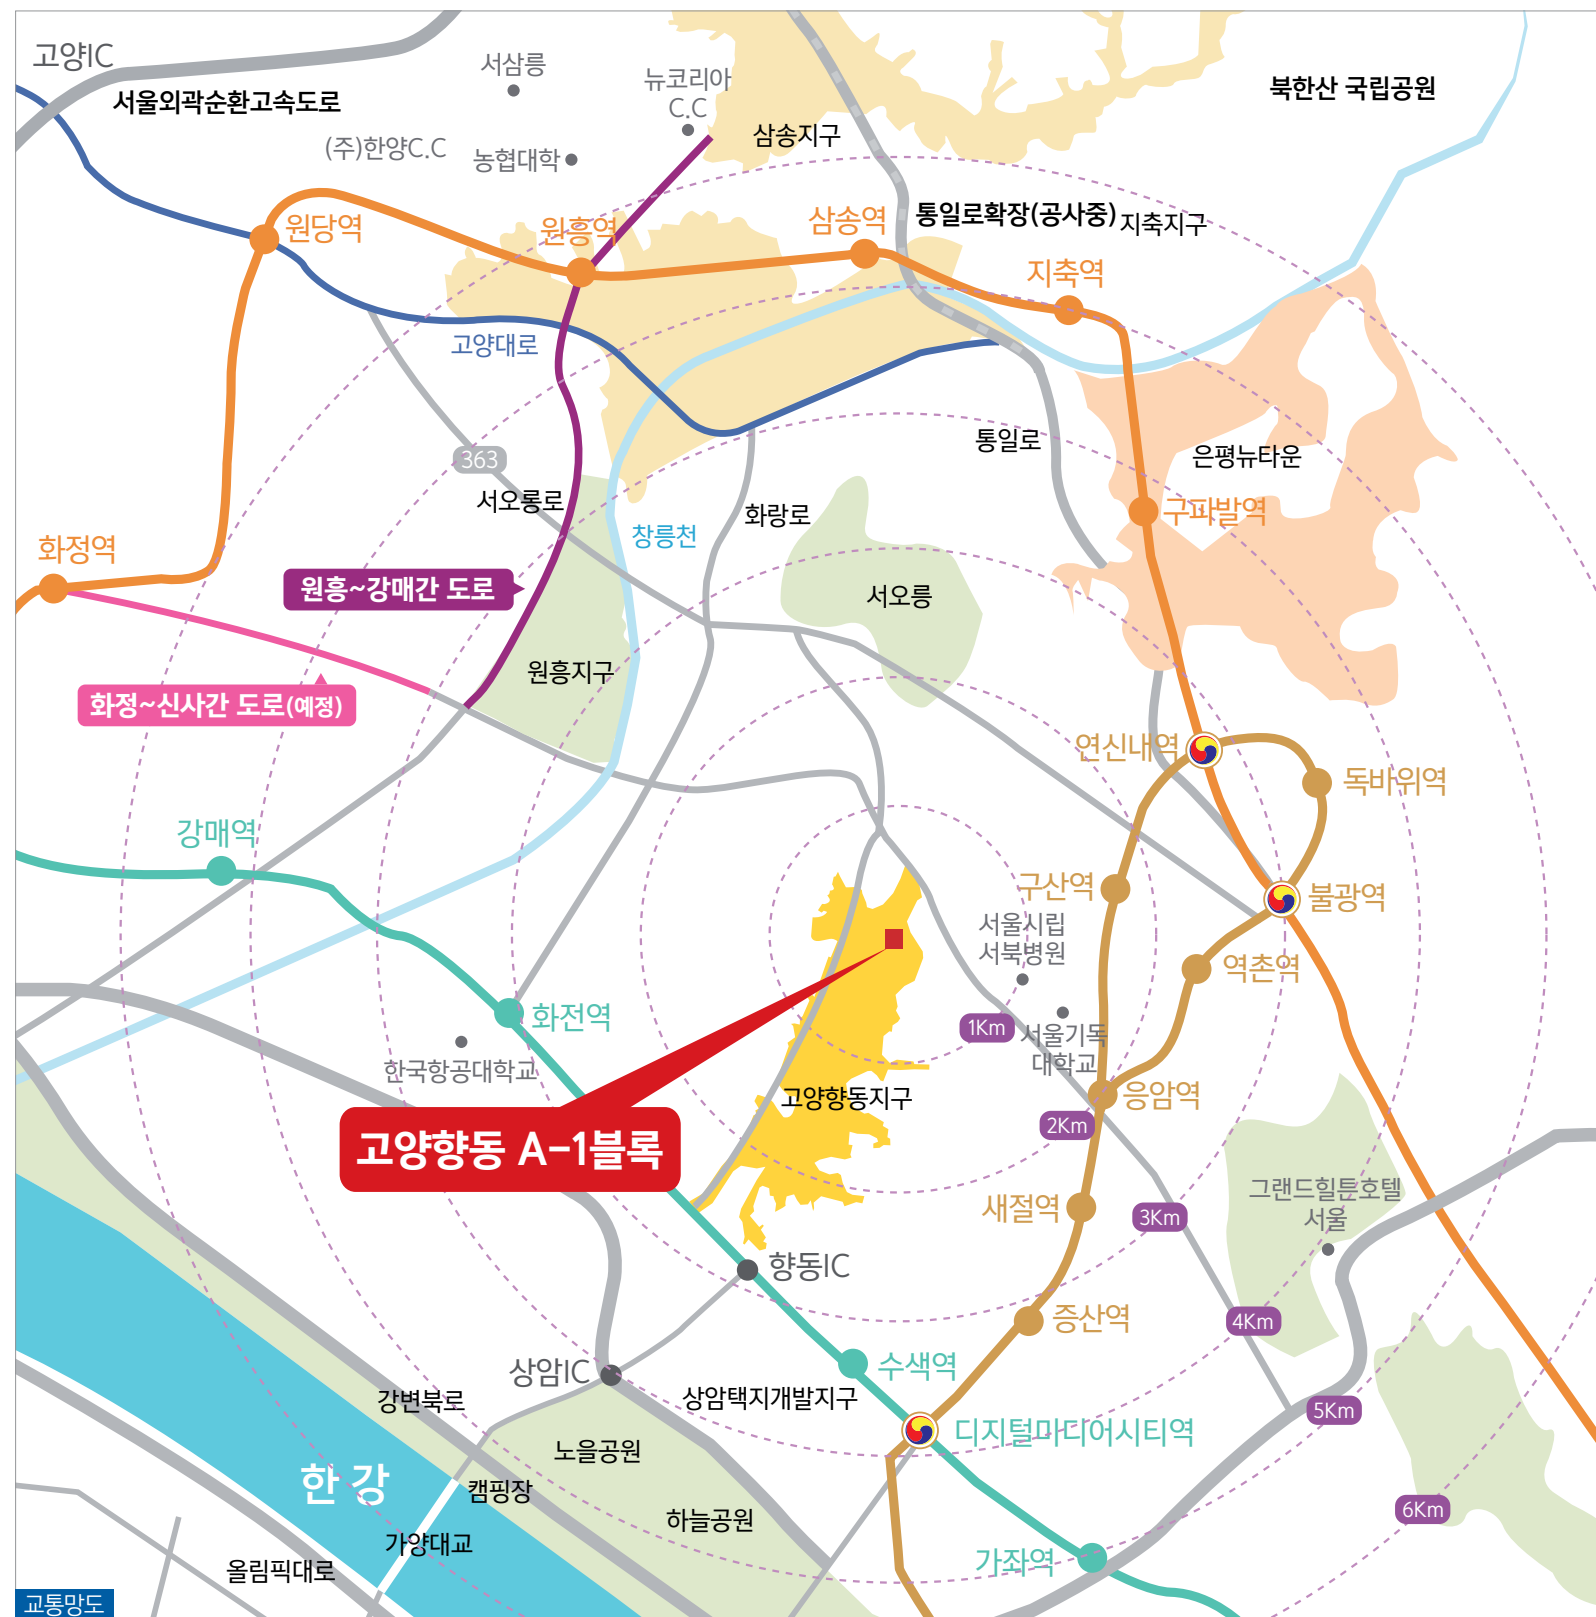 고양IC
서울외곽순환고속도로
서삼릉
뉴코리아
C.C
(주)한양C.C
농협대학
삼송지구
북한산 국립공원
원당역
원흥역
삼송역
통일로확장(공사중)
지축지구
지축역
고양대로
363
서오릉로
통일로
은평뉴타운
구파발역
화랑로
창릉천
화정역
원흥~강매간 도로
서오릉
원흥지구
화정~신사간 도로(예정)
연신내역
독바위역
강매역
구산역
불광역
서울시립
서북병원
역촌역
화전역
1Km
서울기독
대학교
한국항공대학교
고양향동지구
응암역
2Km
고양향동 A-1블록
그랜드힐튼호텔
서울
새절역
3Km
향동IC
증산역
4Km
수색역
상암IC
강변북로
상암택지개발지구
5Km
디지털미디어시티역
노을공원
한 강
캠핑장
하늘공원
6Km
가양대교
가좌역
올림픽대로
교통망도